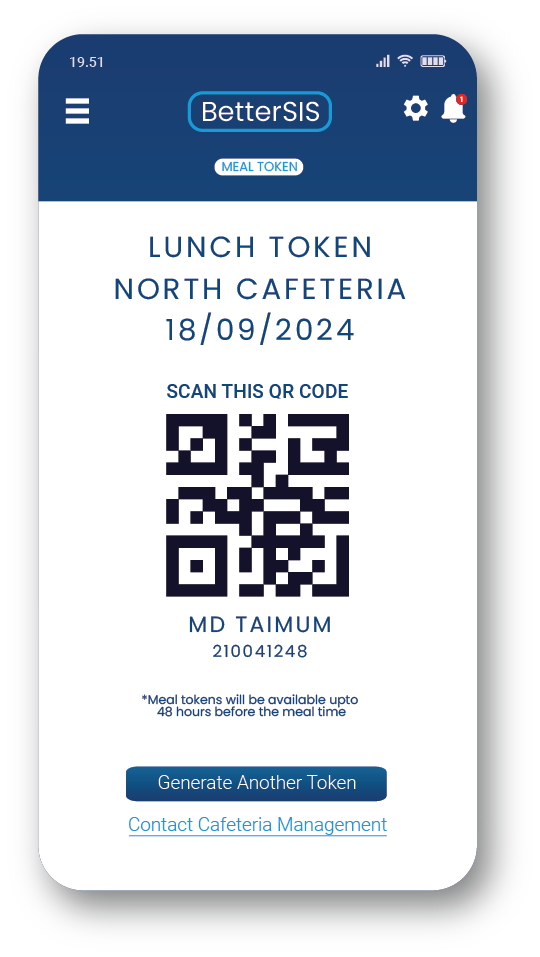 19.51
BetterSIS
1
MEAL TOKEN
LUNCH TOKEN
NORTH CAFETERIA
18/09/2024
SCAN THIS QR CODE
MD TAIMUM
210041248
*Meal tokens will be available upto
48 hours before the meal time
Generate Another Token
Contact Cafeteria Management